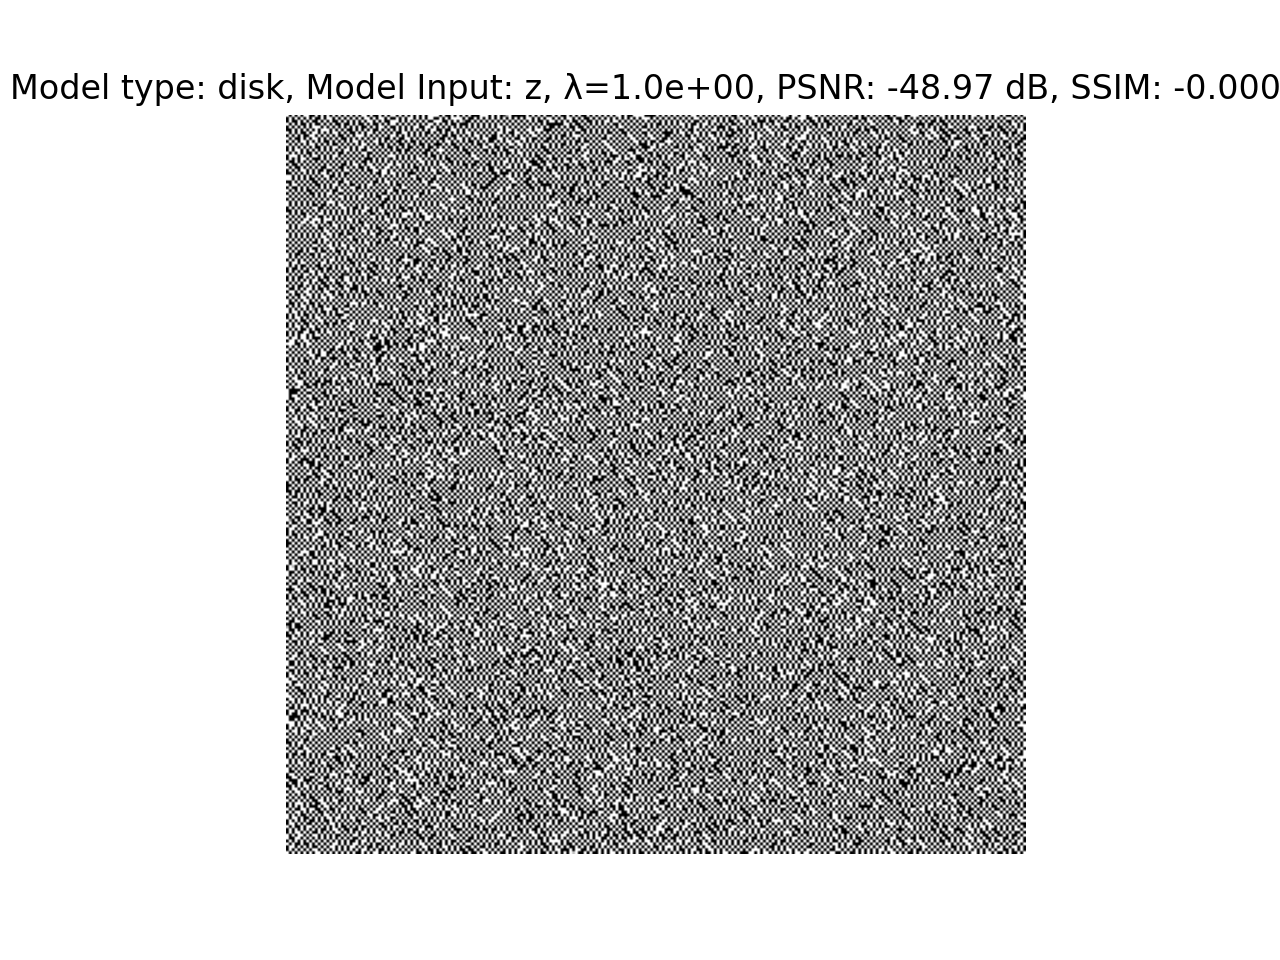 Model type: disk, Model Input: z, λ=1.0e+00, PSNR: -48.97 dB, SSIM: -0.000